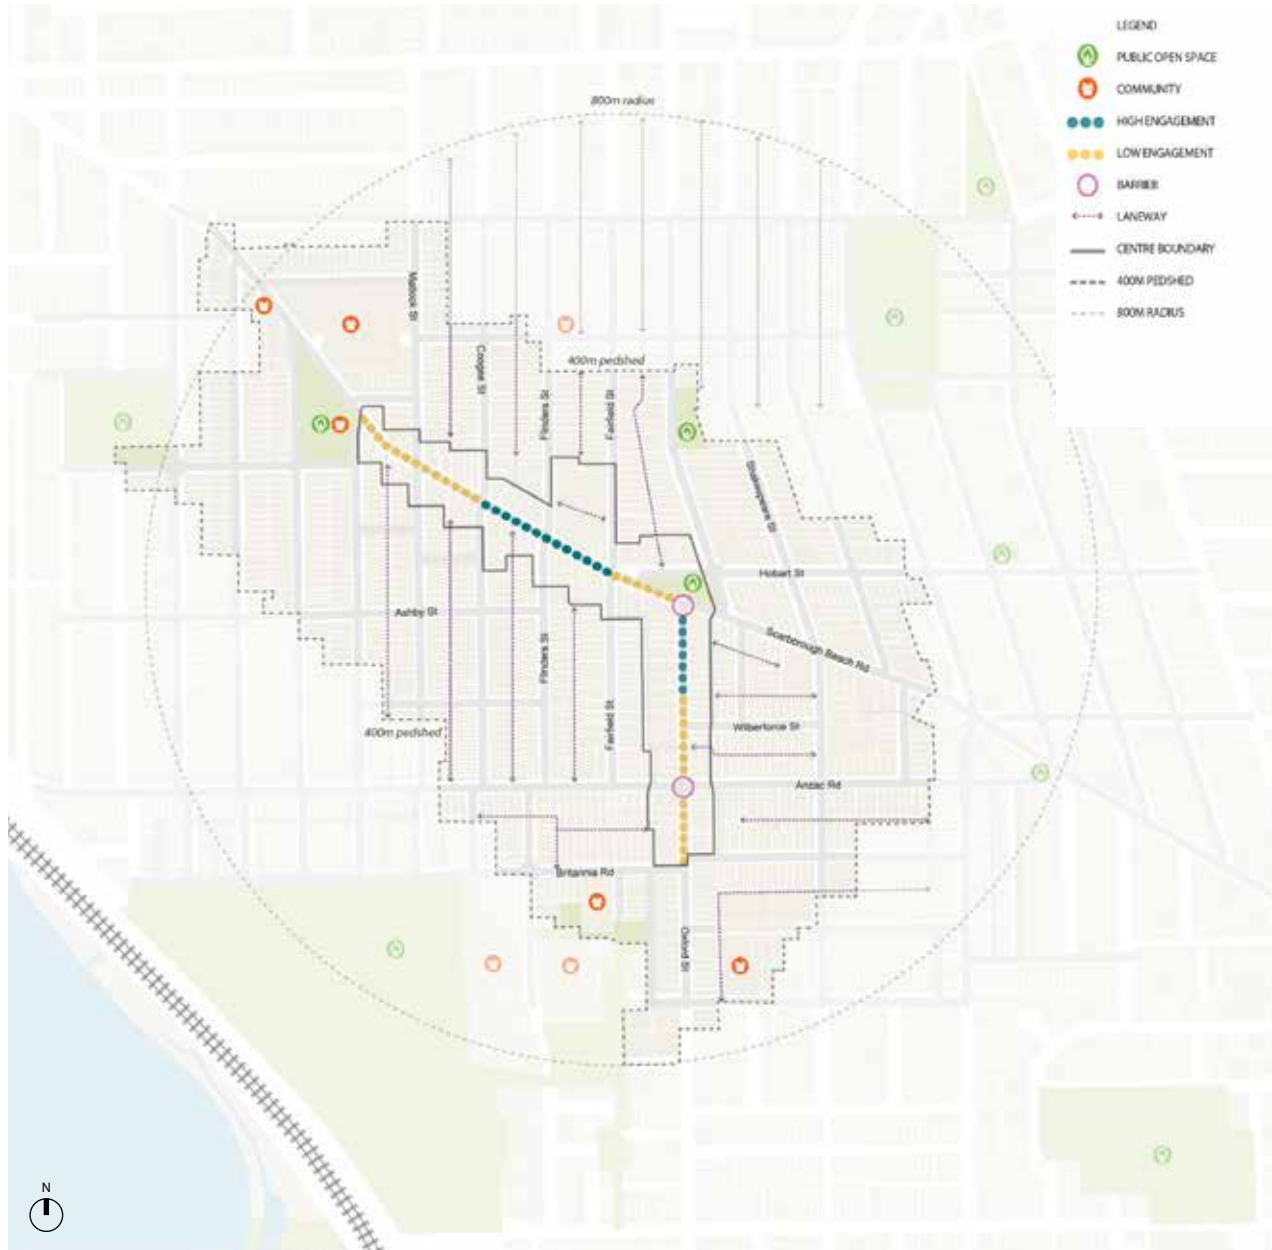 LEGEND
PUBLIC OPEN SPACE
COMMUNITY
HIGH ENGAGEMENT
LOW ENGAGEMENT
BARRIER
LANEWAY
CENTRE BOUNDARY
400M PEDSHED
800M RADIUS
800m radius
Matlock St
Coogee St
400m pedshed
Flinders St
Fairfield St
Shakespeare St
Hobart St
Ashby St
Scarborough Beach Rd
Flinders St
Fairfield St
Wilberforce St
400m pedshed
Anzac Rd
Britannia Rd
Oxford St
N